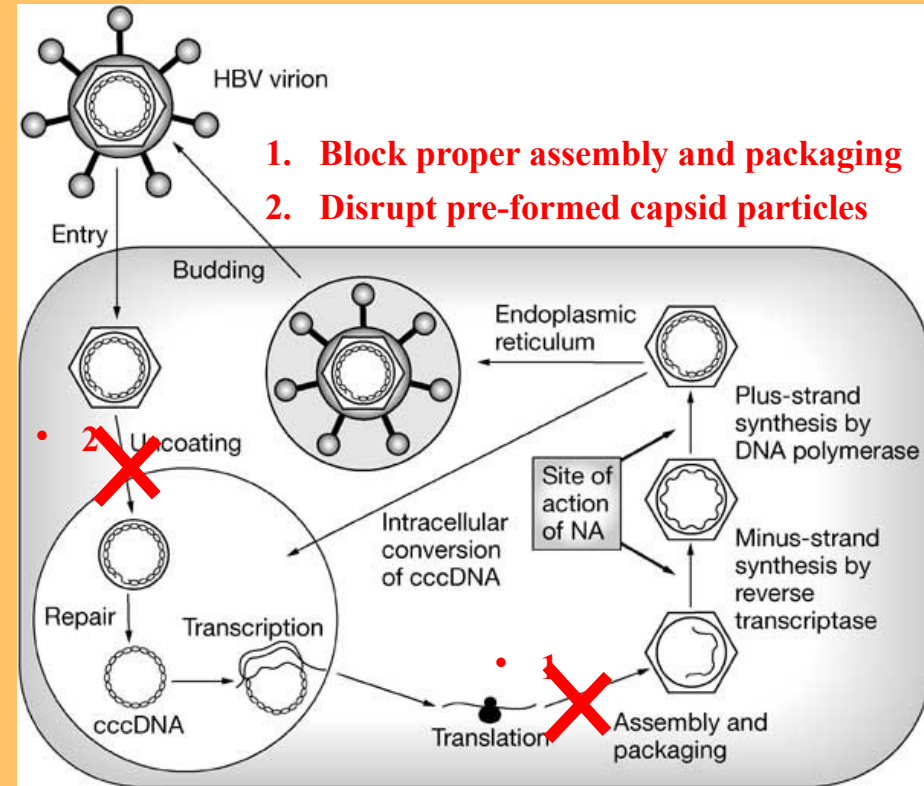 HBV virion
1. Block proper assembly and packaging
2. Disrupt pre-formed capsid particles
Entry
Budding
Endoplasmic
reticulum
Plus-strand
synthesis by
DNA polymerase
• 2
Uncoating
Site of
action
of NA
Intracellular
conversion
of cccDNA
Minus-strand
synthesis by
reverse
transcriptase
Repair
Transcription
• 1
cccDNA
Translation
Assembly and
packaging